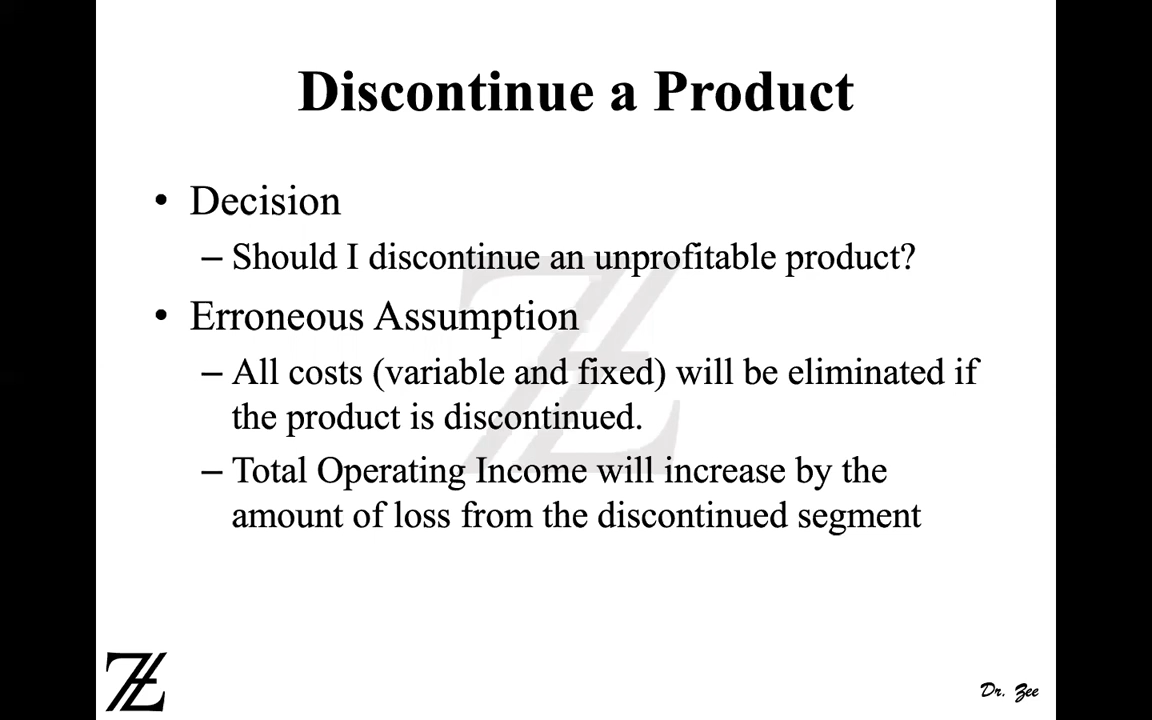 Discontinue a Product
• Decision
– Should I discontinue an unprofitable product?
• Erroneous Assumption
– All costs (variable and fixed) will be eliminated if
the product is discontinued.
– Total Operating Income will increase by the
amount of loss from the discontinued segment
Z
Dr. Zee